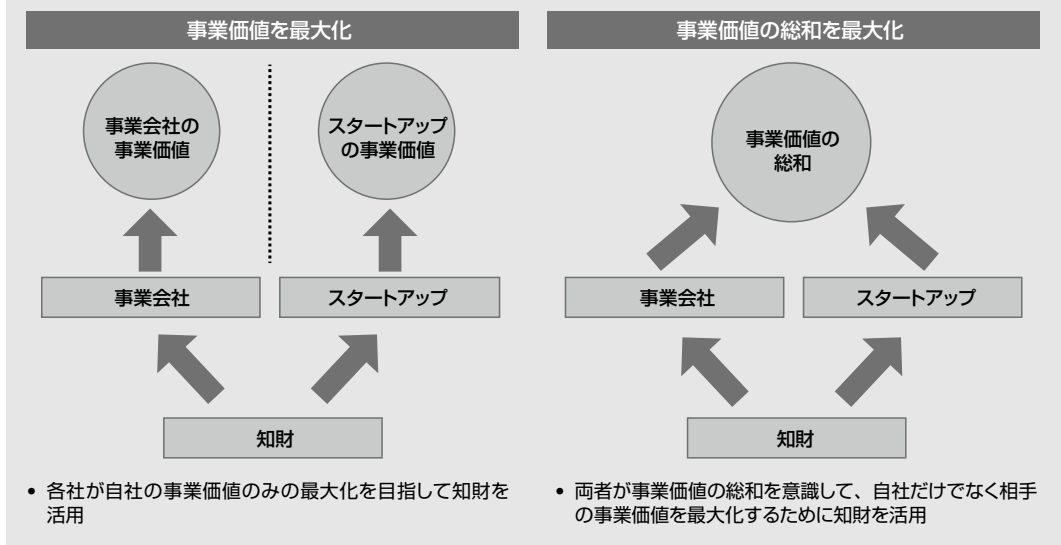 事業価値を最大化
事業会社の
事業価値
スタートアップ
の事業価値
事業会社
スタートアップ
知財
• 各社が自社の事業価値のみの最大化を目指して知財を
活用
事業価値の総和を最大化
事業価値の
総和
事業会社
スタートアップ
知財
• 両者が事業価値の総和を意識して、自社だけでなく相手
の事業価値を最大化するために知財を活用